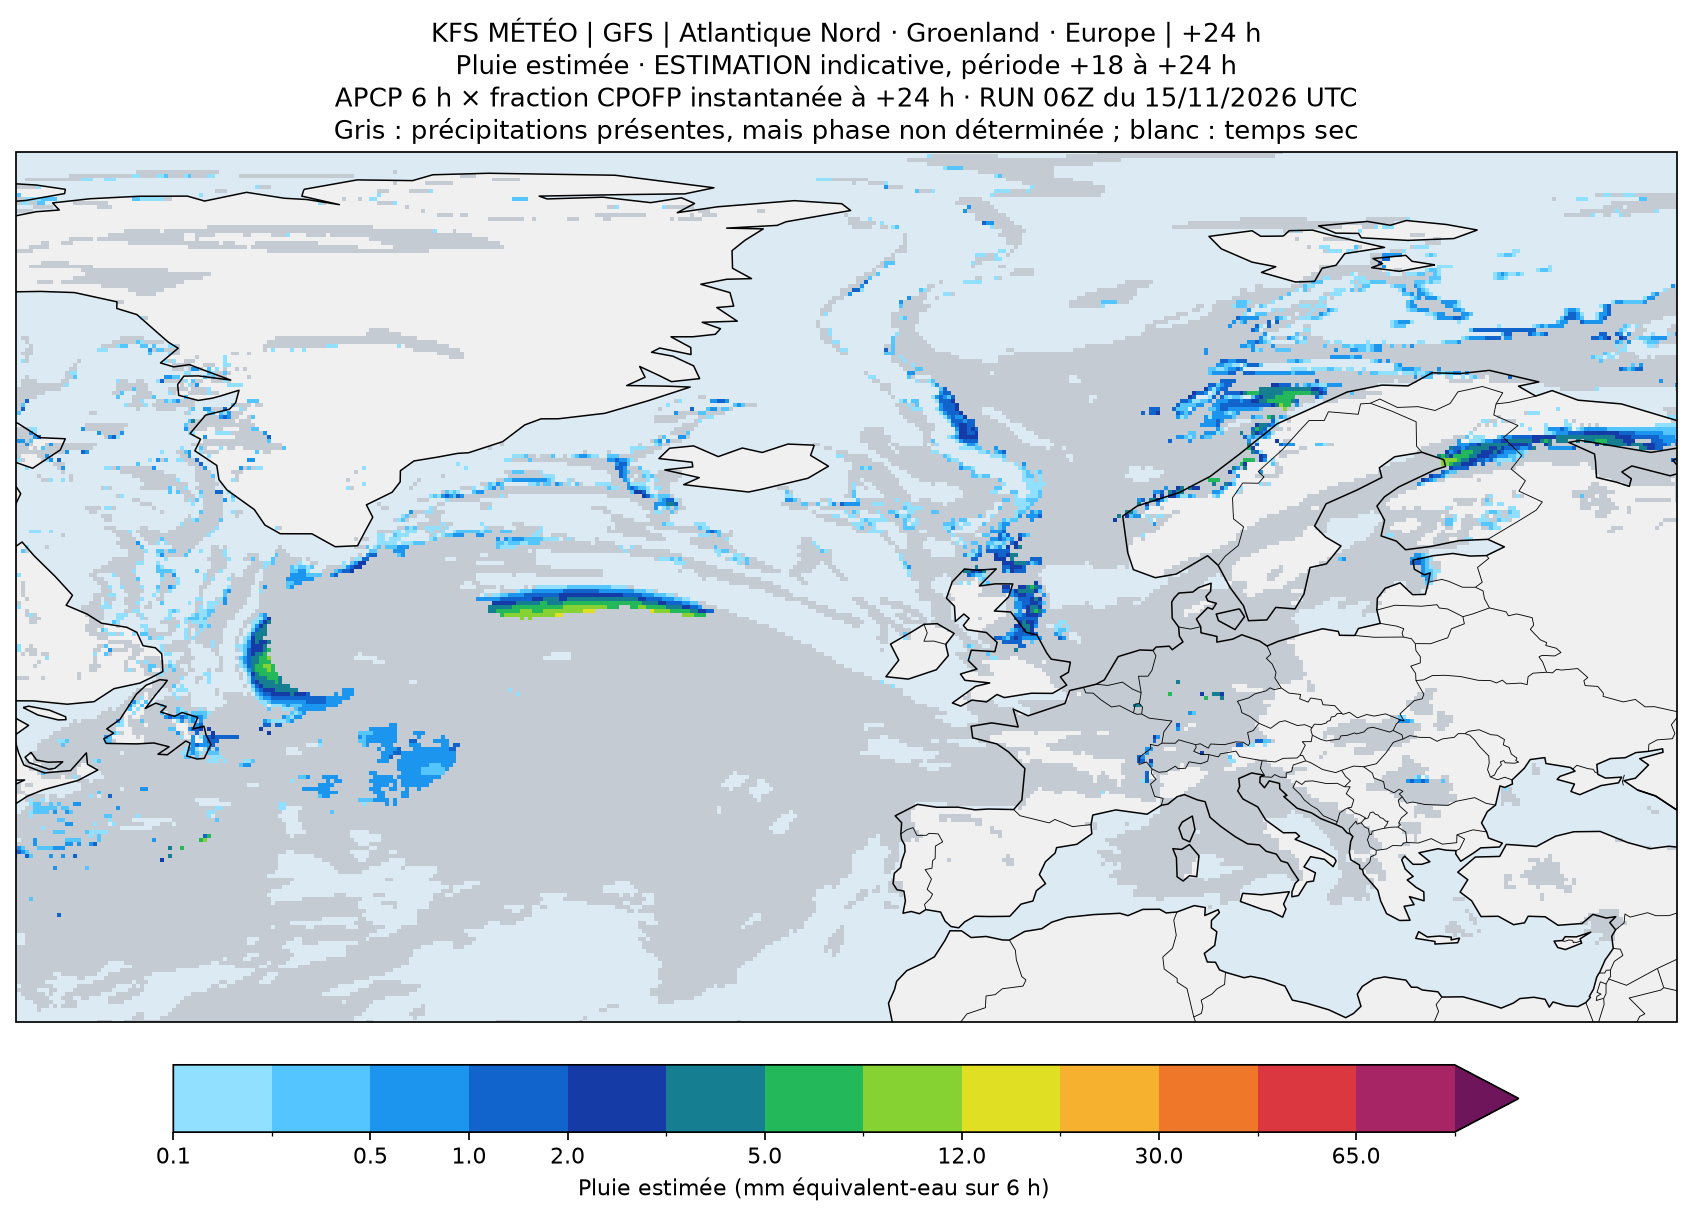 KFS MÉTÉO | GFS | Atlantique Nord · Groenland · Europe | +24 h
Pluie estimée · ESTIMATION indicative, période +18 à +24 h
APCP 6 h × fraction CPOFP instantanée à +24 h · RUN 06Z du 15/11/2026 UTC
Gris : précipitations présentes, mais phase non déterminée ; blanc : temps sec
0.1 0.5 1.0 2.0 5.0 12.0 30.0 65.0
Pluie estimée (mm équivalent-eau sur 6 h)